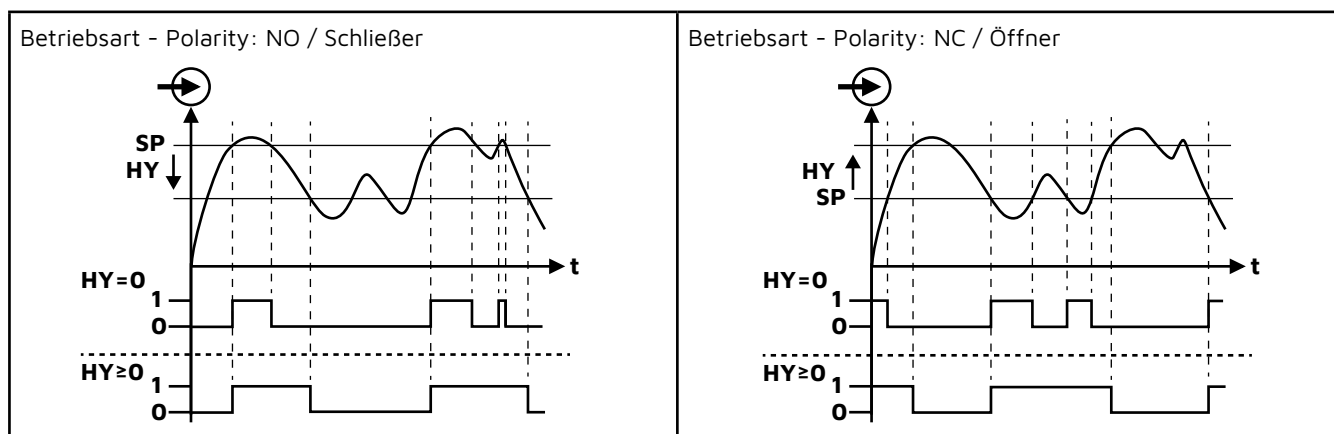 Betriebsart - Polarity: NO / Schließer
SP
HY
t
HY=0
1
0
HY≥0
1
0
Betriebsart - Polarity: NC / Öffner
HY
SP
t
HY=0
1
0
HY≥0
1
0